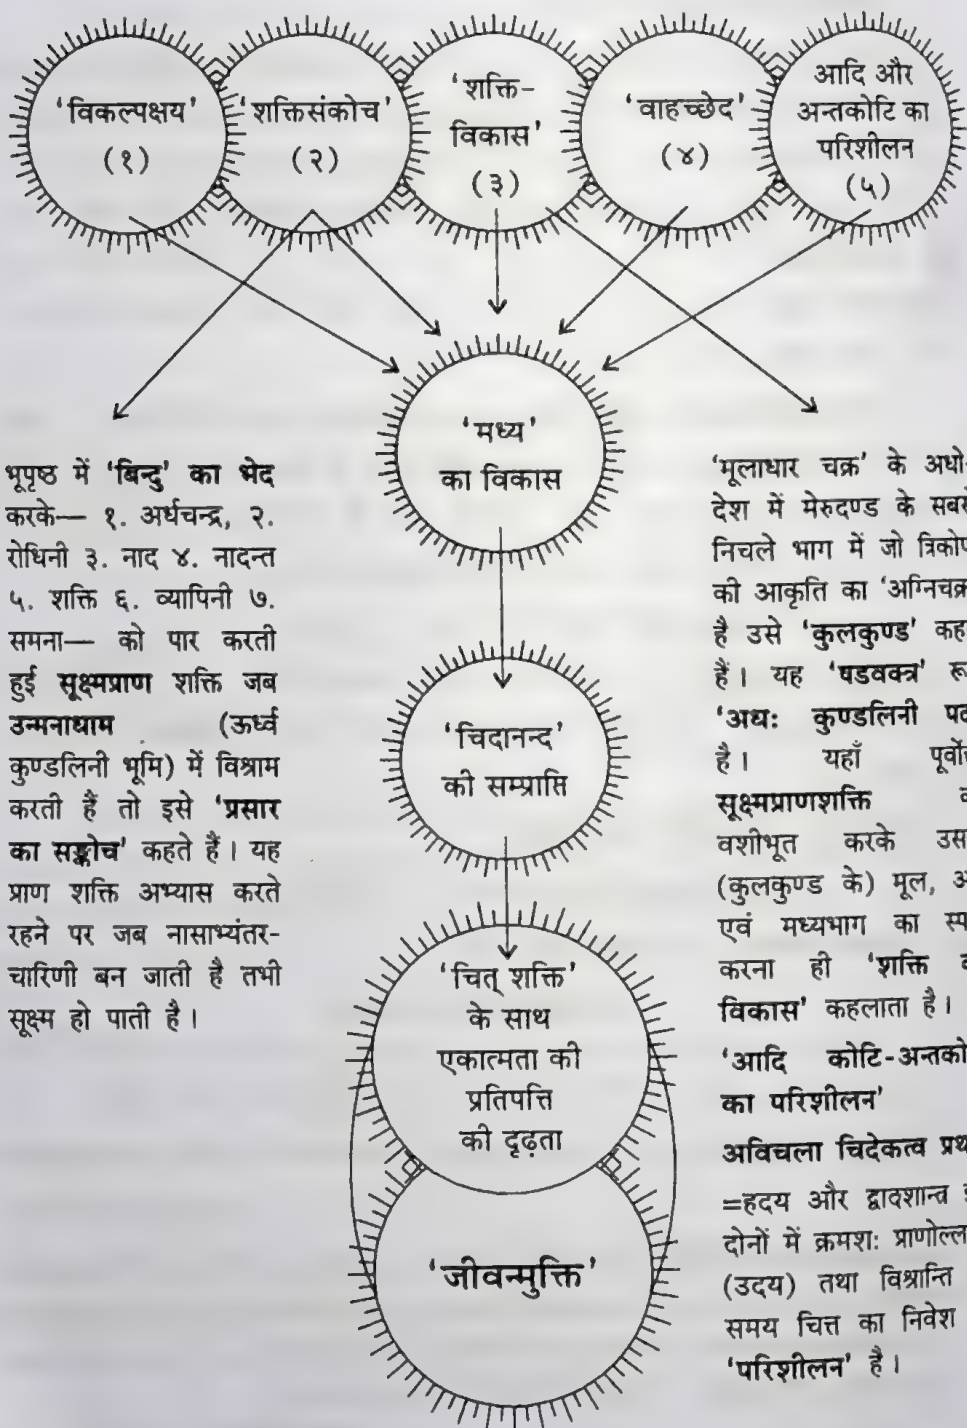 'विकल्पक्षय'
(१)
'शक्तिसंकोच'
(२)
'शक्ति-
विकास'
(३)
'वाहच्छेद'
(४)
आदि और
अन्तकोटि का
परिशीलन
(५)
'मध्य'
का विकास
'चिदानन्द'
की सम्प्राप्ति
'चित् शक्ति'
के साथ
एकात्मता की
प्रतिपत्ति
की दृढ़ता
'जीवन्मुक्ति'
भूपृष्ठ में 'बिन्दु' का भेद
करके— १. अर्धचन्द्र, २.
रोधिनी ३. नाद ४. नादन्त
५. शक्ति ६. व्यापिनी ७.
समना— को पार करती
हुई सूक्ष्मप्राण शक्ति जब
उन्मनाधाम (ऊर्ध्व
कुण्डलिनी भूमि) में विश्राम
करती हैं तो इसे 'प्रसार
का सङ्कोच' कहते हैं। यह
प्राण शक्ति अभ्यास करते
रहने पर जब नासाभ्यंतर-
चारिणी बन जाती है तभी
सूक्ष्म हो पाती है।
'मूलाधार चक्र' के अधो-
देश में मेरुदण्ड के
निचले भाग में जो
की आकृति का 'अग्निचक्र
है उसे 'कुलकुण्ड'
हैं। यह 'षडवक्त्र'
'अधः कुण्डलिनी
है। यहाँ
सूक्ष्मप्राणशक्ति
वशीभूत करके
(कुलकुण्ड के) मूल,
एवं मध्यभाग का
करना ही 'शक्ति
विकास' कहलाता है।
'आदि कोटि-
का परिशीलन'
अविचला चिदेकत्व
=हृदय और द्वादशान्त्र
दोनों में क्रमशः
(उदय) तथा विश्रान्ति
समय चित्त का निवेश
'परिशीलन' है।